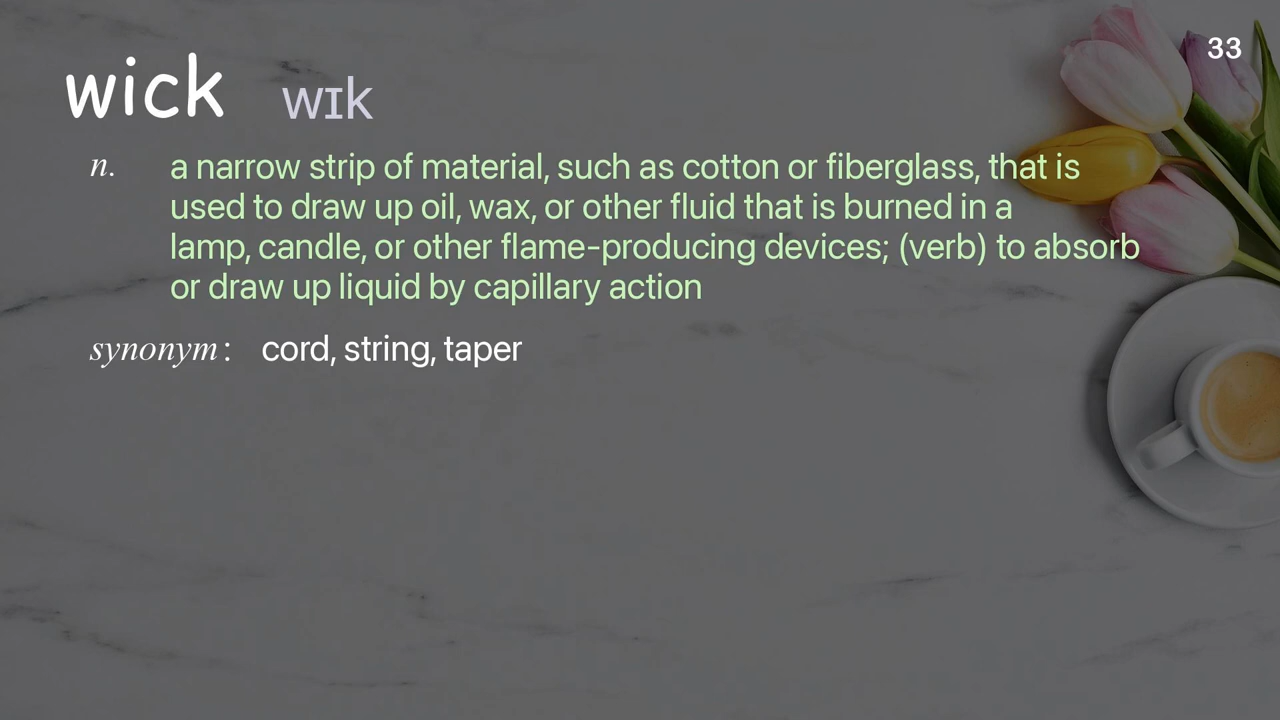 33
wick wɪk
n. a narrow strip of material, such as cotton or fiberglass, that is
used to draw up oil, wax, or other fluid that is burned in a
lamp, candle, or other flame-producing devices; (verb) to absorb
or draw up liquid by capillary action
synonym: cord, string, taper